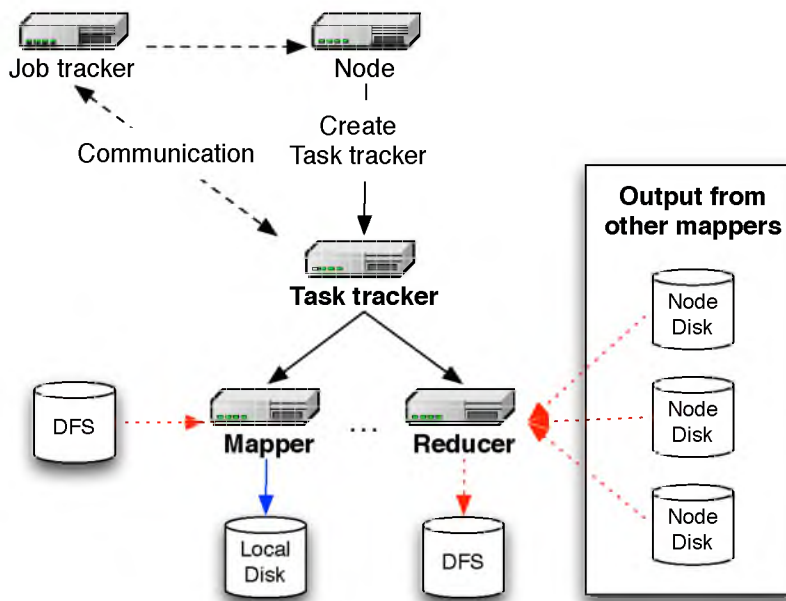 Job tracker
Node
Communication
Create
Task tracker
Output from
other mappers
Task tracker
Node
Disk
DFS
Mapper
...
Reducer
Node
Disk
Local
Disk
DFS
Node
Disk